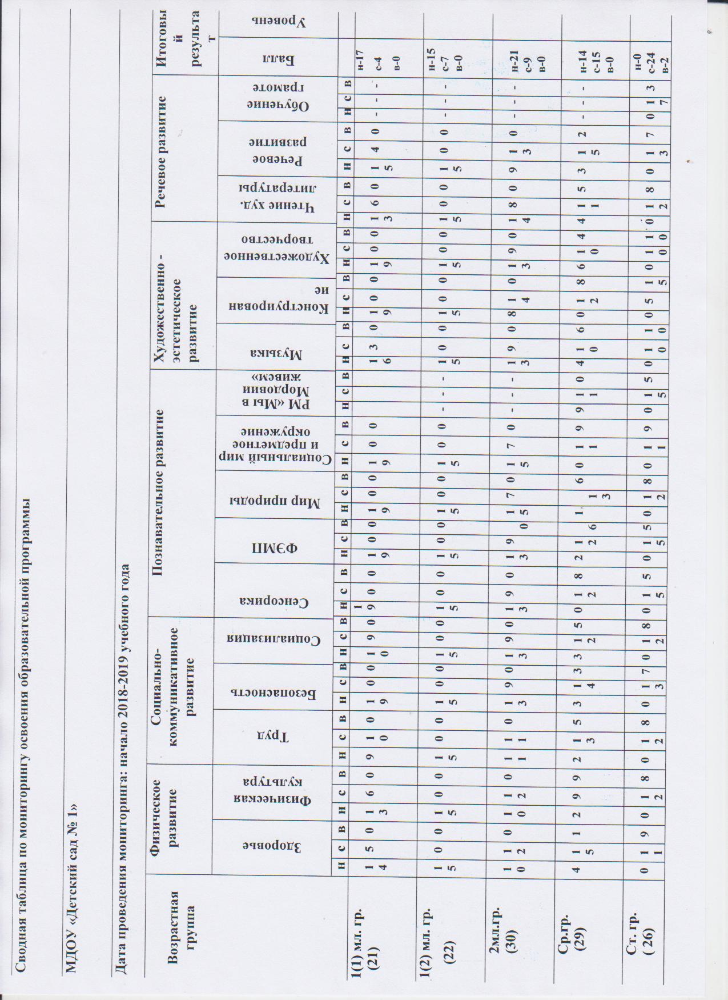 Сводная таблица по мониторингу освоения образовательной программы
МДОУ «Детский сад № 1»
Дата проведения мониторинга: начало 2018-2019 учебного года
Возрастная группа
Физическое развитие
Социально-коммуникативное развитие
Познавательное развитие
Художественно - эстетическое развитие
Речевое развитие
Итоговый результат
Здоровье
Физическая культура
Труд
Безопасность
Социализация
Сенсорика
ФЭМП
Мир природы
Социальный мир и предметное окружение
РМ «Мы в Мордовии живем»
Музыка
Конструирование
Художественное творчество
Чтение худ. литературы
Речевое развитие
Обучение грамоте
Балл
Уровень
н с в н с в н с в н с в н с в н с в н с в н с в н с в н с в н с в н с в н с в н с в н с в н с в
1(1) мл. гр. (21) 14 5 0 13 6 0 9 10 0 19 0 0 10 9 0 19 0 0 19 0 0 19 0 0 19 0 0 16 3 0 19 0 0 19 0 0 13 6 0 15 4 0 - - - н-17 с-4 в-0
1(2) мл. гр. (22) 15 0 0 15 0 0 15 0 0 15 0 0 15 0 0 15 0 0 15 0 0 15 0 0 15 0 0 - - - 15 0 0 15 0 0 15 0 0 15 0 0 15 0 0 - - - н-15 с-7 в-0
2мл.гр. (30) 10 12 0 10 12 0 11 11 0 13 9 0 13 9 0 13 9 0 13 9 0 15 7 0 15 7 0 - - - 13 9 0 8 14 0 13 9 0 14 8 0 9 13 0 - - - н-21 с-9 в-0
Ср.гр. (29) 4 15 1 2 9 9 2 13 5 3 14 3 3 12 5 0 12 8 2 12 6 1 13 6 0 11 9 9 11 0 4 10 6 0 12 8 6 10 4 4 11 5 3 15 2 - - - н-14 с-15 в-0
Ст. гр. ( 26) 0 11 9 0 12 8 0 12 8 0 13 7 0 12 8 0 15 5 0 15 5 0 12 8 0 11 9 0 15 5 0 10 10 0 5 15 0 10 10 0 12 8 0 13 7 0 17 3 н-0 с-24 в-2